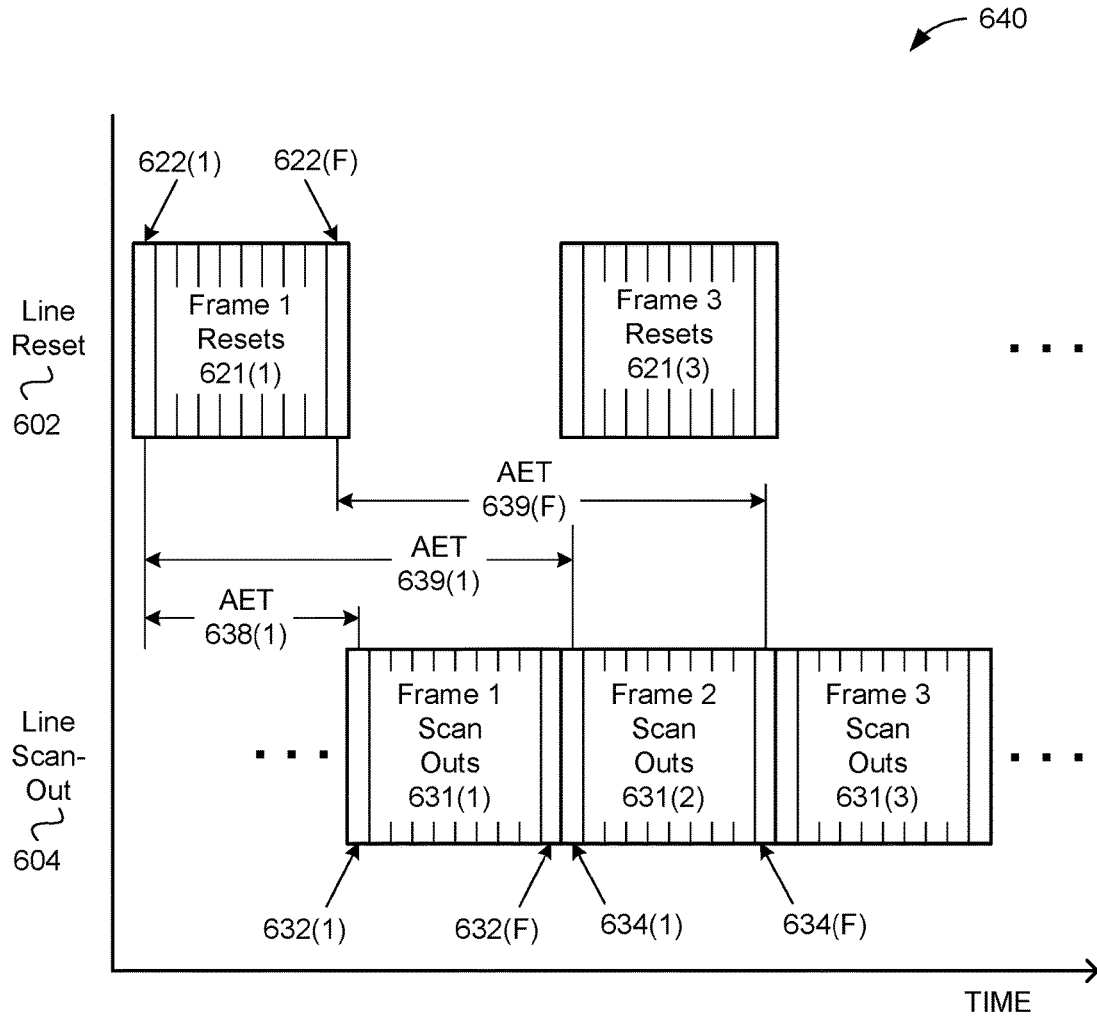 640
622(1)
622(F)
Line
Reset
602
Frame 1
Resets
621(1)
Frame 3
Resets
621(3)
AET
639(F)
AET
639(1)
AET
638(1)
Line
Scan-
Out
604
Frame 1
Scan
Outs
631(1)
Frame 2
Scan
Outs
631(2)
Frame 3
Scan
Outs
631(3)
632(1)
632(F)
634(1)
634(F)
TIME